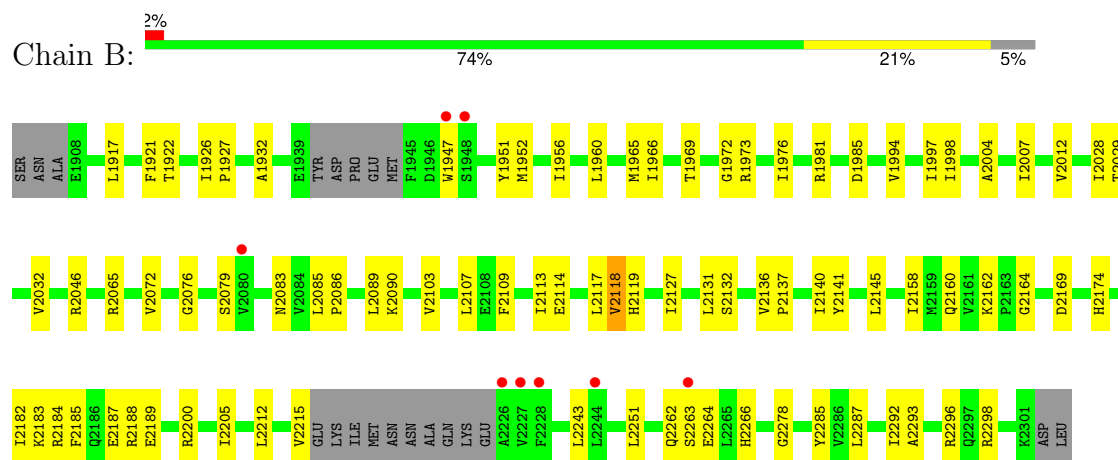 2%
Chain B:
74% 21% 5%
SER ASN ALA E1908 L1917 F1921 T1922 I1926 P1927 A1932 E1939 TYR ASP PRO GLU MET F1945 D1946 W1947 S1948 Y1951 M1952 I1956 L1960 M1965 I1966 T1969 G1972 R1973 I1976 R1981 D1985 V1994 I1997 I1998 A2004 I2007 V2012 I2028 T2029
V2032 R2046 R2065 V2072 G2076 S2079 V2080 N2083 V2084 L2085 P2086 L2089 K2090 V2103 L2107 E2108 F2109 I2113 E2114 L2117 V2118 H2119 I2127 L2131 S2132 V2136 P2137 I2140 Y2141 L2145 I2158 M2159 Q2160 V2161 K2162 P2163 G2164 D2169 H2174
I2182 K2183 R2184 F2185 Q2186 E2187 R2188 E2189 R2200 I2205 L2212 V2215 GLU LYS ILE MET ASN ASN ALA GLN LYS GLU A2226 V2227 F2228 L2243 L2244 L2251 Q2262 S2263 E2264 L2265 H2266 G2278 Y2285 V2286 L2287 I2292 A2293 R2296 Q2297 R2298 K2301 ASP LEU